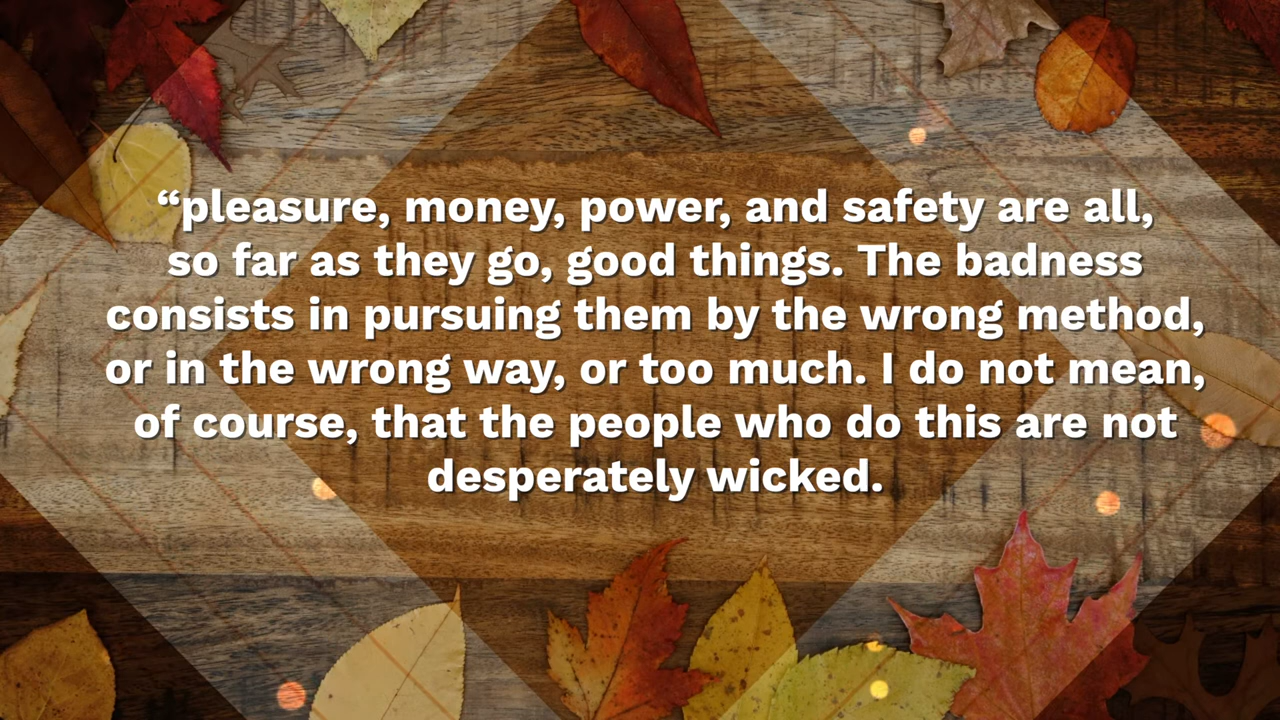 “pleasure, money, power, and safety are all,
so far as they go, good things. The badness
consists in pursuing them by the wrong method,
or in the wrong way, or too much. I do not mean,
of course, that the people who do this are not
desperately wicked.